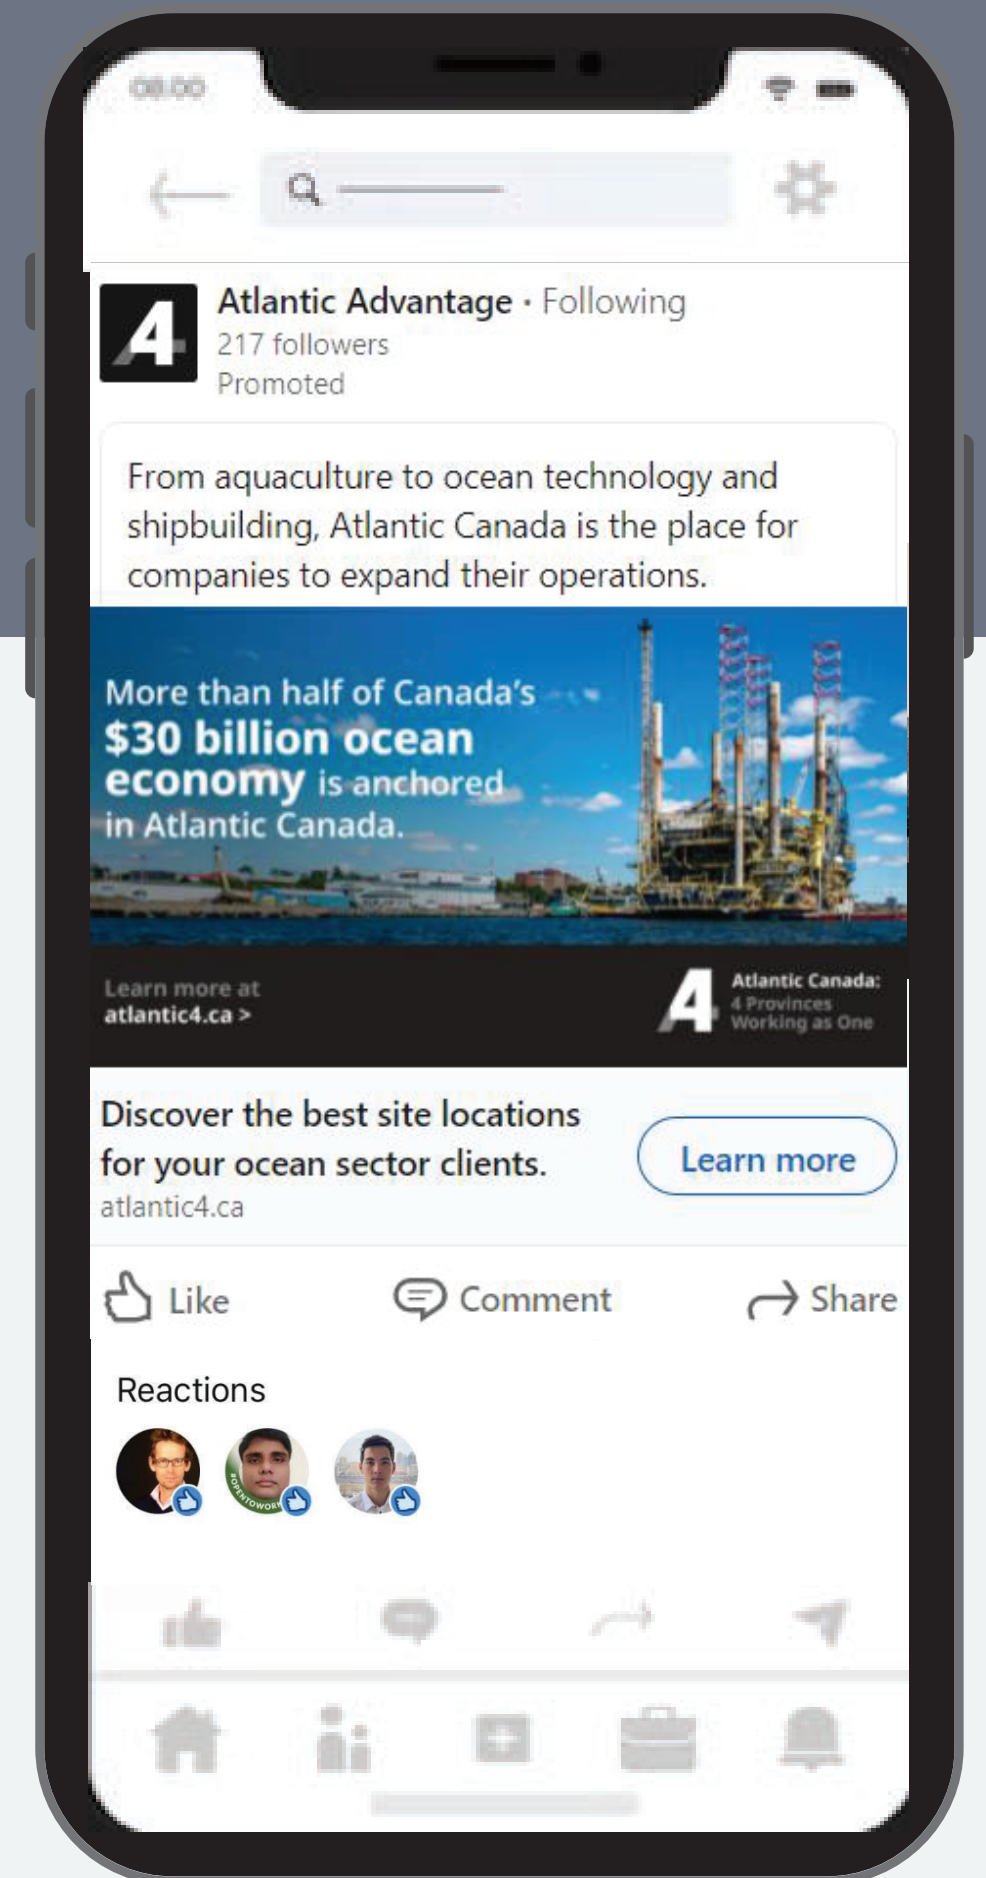 08:00
Atlantic Advantage · Following
217 followers
Promoted
From aquaculture to ocean technology and
shipbuilding, Atlantic Canada is the place for
companies to expand their operations.
More than half of Canada's
$30 billion ocean
economy is anchored
in Atlantic Canada.
Learn more at
atlantic4.ca >
4
Atlantic Canada:
4 Provinces
Working as One
Discover the best site locations
for your ocean sector clients.
atlantic4.ca
Learn more
Like
Comment
Share
Reactions
#OPENTOWORK